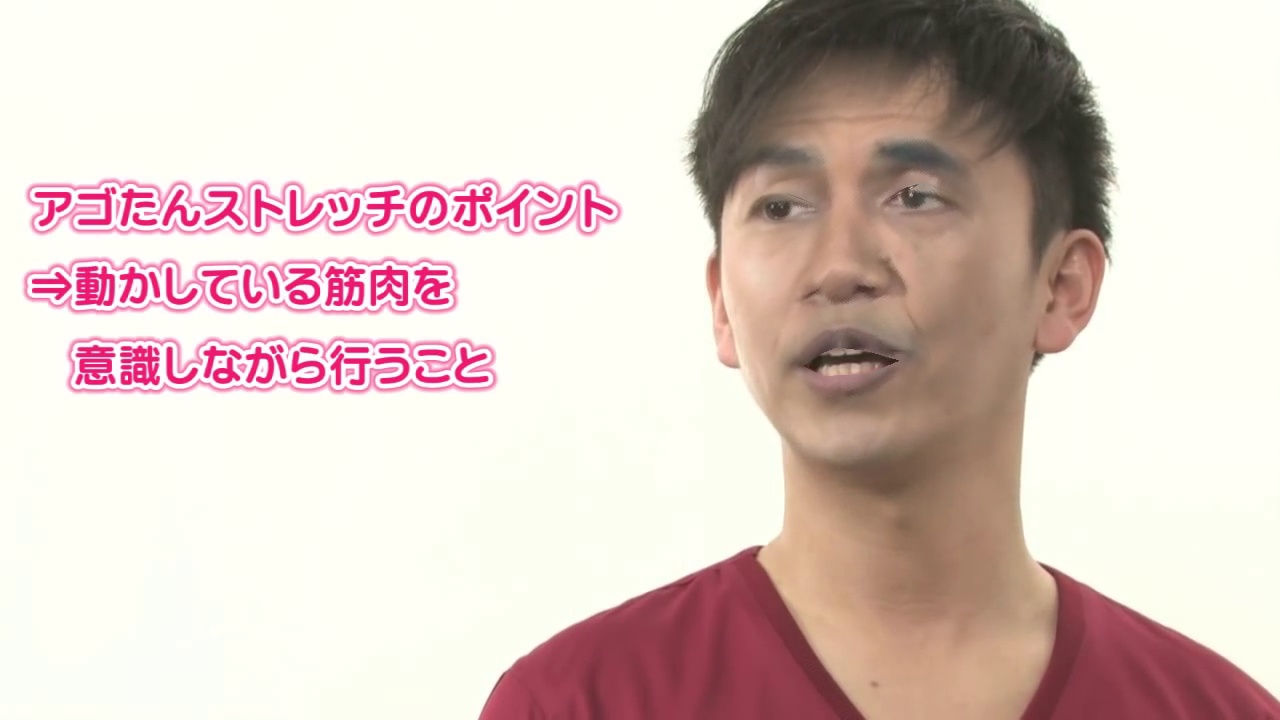 アゴたんストレッチのポイント
⇒動かしている筋肉を
意識しながら行うこと